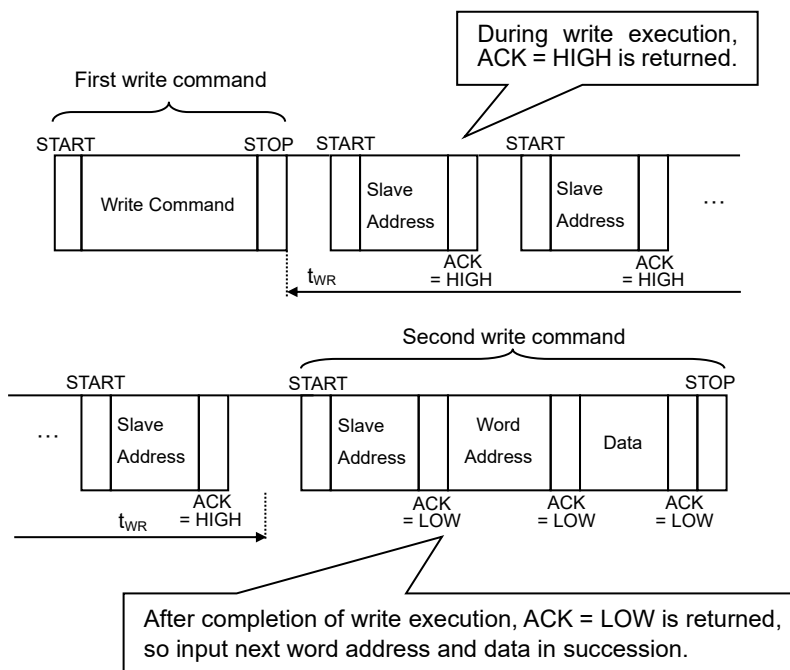 During write execution,
ACK = HIGH is returned.
First write command
START
STOP
START
START
Write Command
Slave
Address
Slave
Address
…
ACK
= HIGH
ACK
= HIGH
tWR
Second write command
START
START
STOP
…
Slave
Address
Slave
Address
Word
Address
Data
ACK
= HIGH
ACK
= LOW
ACK
= LOW
ACK
= LOW
tWR
After completion of write execution, ACK = LOW is returned,
so input next word address and data in succession.